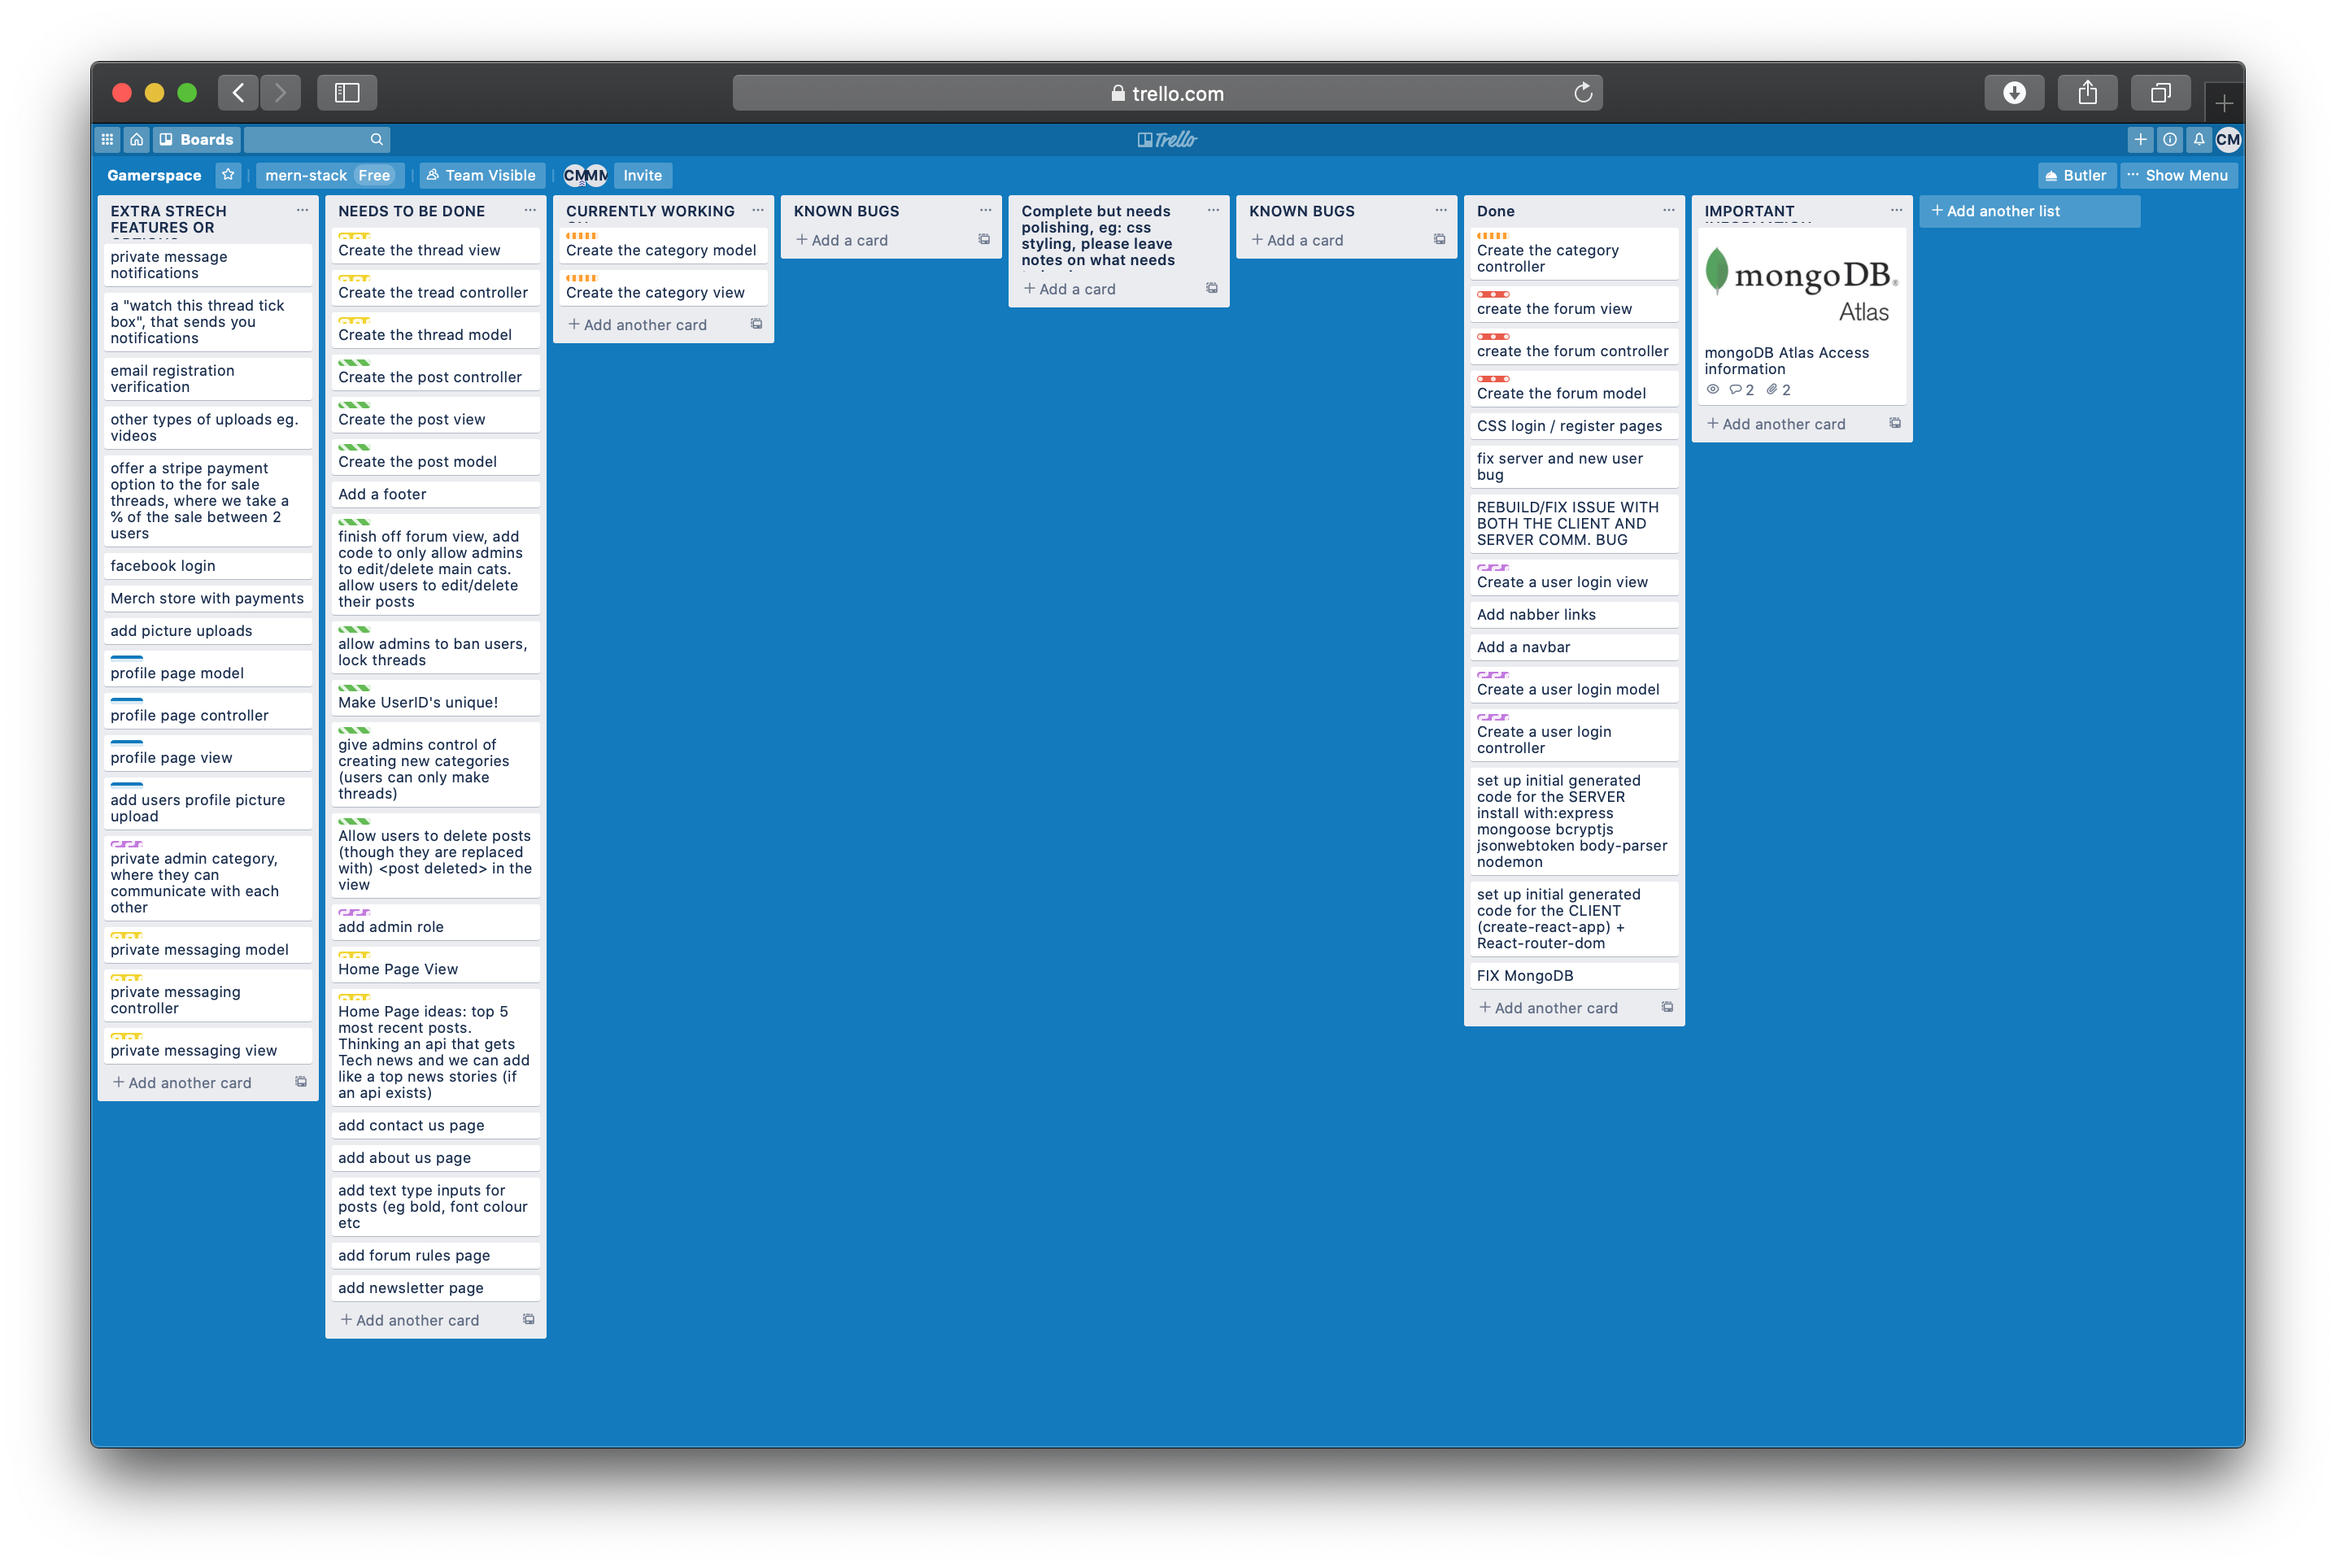 trello.com
Boards
Trello
CM
Gamerspace
mern-stack Free
Team Visible
CM
Invite
Butler
Show Menu
EXTRA STRECH
FEATURES OR
private message
notifications
a "watch this thread tick
box", that sends you
notifications
email registration
verification
other types of uploads eg.
videos
offer a stripe payment
option to the for sale
threads, where we take a
% of the sale between 2
users
facebook login
Merch store with payments
add picture uploads
profile page model
profile page controller
profile page view
add users profile picture
upload
private admin category,
where they can
communicate with each
other
private messaging model
private messaging
controller
private messaging view
Add another card
NEEDS TO BE DONE
Create the thread view
Create the tread controller
Create the thread model
Create the post controller
Create the post view
Create the post model
Add a footer
finish off forum view, add
code to only allow admins
to edit/delete main cats.
allow users to edit/delete
their posts
allow admins to ban users,
lock threads
Make UserID's unique!
give admins control of
creating new categories
(users can only make
threads)
Allow users to delete posts
(though they are replaced
with) <post deleted> in the
view
add admin role
Home Page View
Home Page ideas: top 5
most recent posts.
Thinking an api that gets
Tech news and we can add
like a top news stories (if
an api exists)
add contact us page
add about us page
add text type inputs for
posts (eg bold, font colour
etc
add forum rules page
add newsletter page
Add another card
CURRENTLY WORKING
Create the category model
Create the category view
Add another card
KNOWN BUGS
Add a card
Complete but needs
polishing, eg: css
styling, please leave
notes on what needs
Add a card
KNOWN BUGS
Add a card
Done
Create the category
controller
create the forum view
create the forum controller
Create the forum model
CSS login / register pages
fix server and new user
bug
REBUILD/FIX ISSUE WITH
BOTH THE CLIENT AND
SERVER COMM. BUG
Create a user login view
Add nabber links
Add a navbar
Create a user login model
Create a user login
controller
set up initial generated
code for the SERVER
install with:express
mongoose bcryptjs
jsonwebtoken body-parser
nodemon
set up initial generated
code for the CLIENT
(create-react-app) +
React-router-dom
FIX MongoDB
Add another card
IMPORTANT
mongoDB®
Atlas
mongoDB Atlas Access
information
2 2
Add another card
Add another list